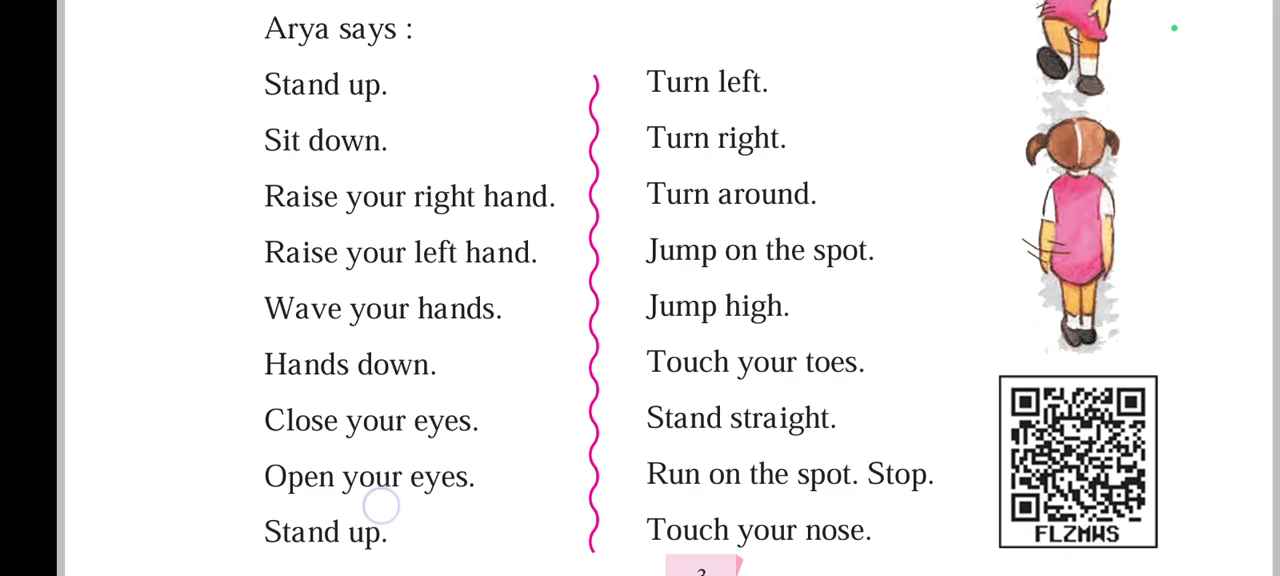 Arya says :
Stand up.
Sit down.
Raise your right hand.
Raise your left hand.
Wave your hands.
Hands down.
Close your eyes.
Open your eyes.
Stand up.
Turn left.
Turn right.
Turn around.
Jump on the spot.
Jump high.
Touch your toes.
Stand straight.
Run on the spot. Stop.
Touch your nose.
FLZMWS